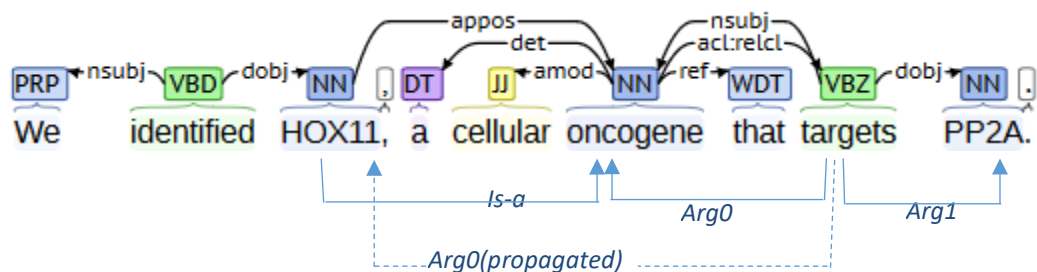 appos nsubj
det acl:relcl
PRP nsubj VBD dobj NN , DT JJ amod NN ref WDT VBZ dobj NN .
We identified HOX11, a cellular oncogene that targets PP2A.
Is-a Arg0 Arg1
Arg0(propagated)